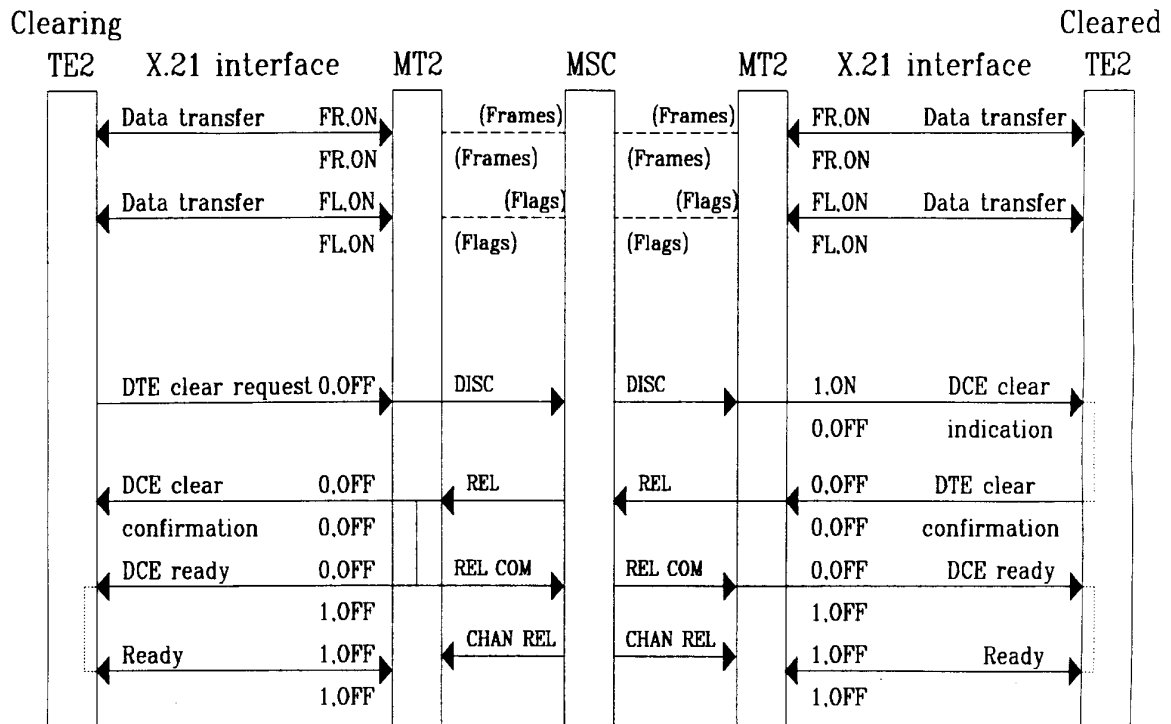 Clearing Cleared
TE2 X.21 interface MT2 MSC MT2 X.21 interface TE2
Data transfer FR.ON (Frames) (Frames) FR.ON Data transfer
FR.ON (Frames) (Frames) FR.ON
Data transfer FL.ON (Flags) (Flags) FL.ON Data transfer
FL.ON (Flags) (Flags) FL.ON
DTE clear request 0.OFF DISC DISC 1.ON DCE clear
0.OFF indication
DCE clear 0.OFF REL REL 0.OFF DTE clear
confirmation 0.OFF 0.OFF confirmation
DCE ready 0.OFF REL COM REL COM 0.OFF DCE ready
1.OFF 1.OFF
Ready 1.OFF CHAN REL CHAN REL 1.OFF Ready
1.OFF 1.OFF